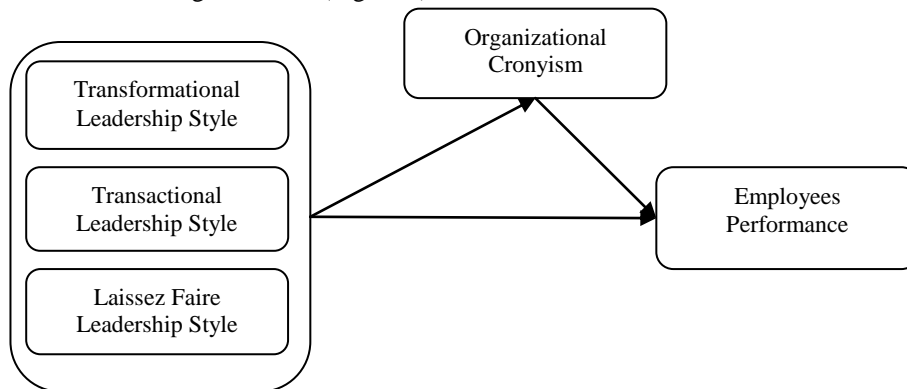 Organizational
Cronyism
Transformational
Leadership Style
Transactional
Leadership Style
Employees
Performance
Laissez Faire
Leadership Style